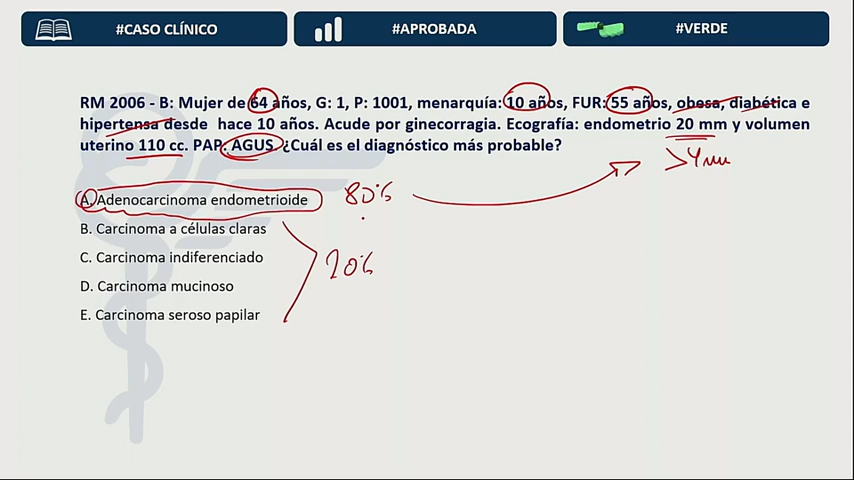 #CASO CLÍNICO
#APROBADA
#VERDE
RM 2006 - B: Mujer de 64 años, G: 1, P: 1001, menarquía: 10 años, FUR: 55 años, obesa, diabética e
hipertensa desde hace 10 años. Acude por ginecorragia. Ecografía: endometrio 20 mm y volumen
uterino 110 cc. PAP: AGUS. ¿Cuál es el diagnóstico más probable?
>4mm
A. Adenocarcinoma endometrioide 80%
B. Carcinoma a células claras
C. Carcinoma indiferenciado
20%
D. Carcinoma mucinoso
E. Carcinoma seroso papilar